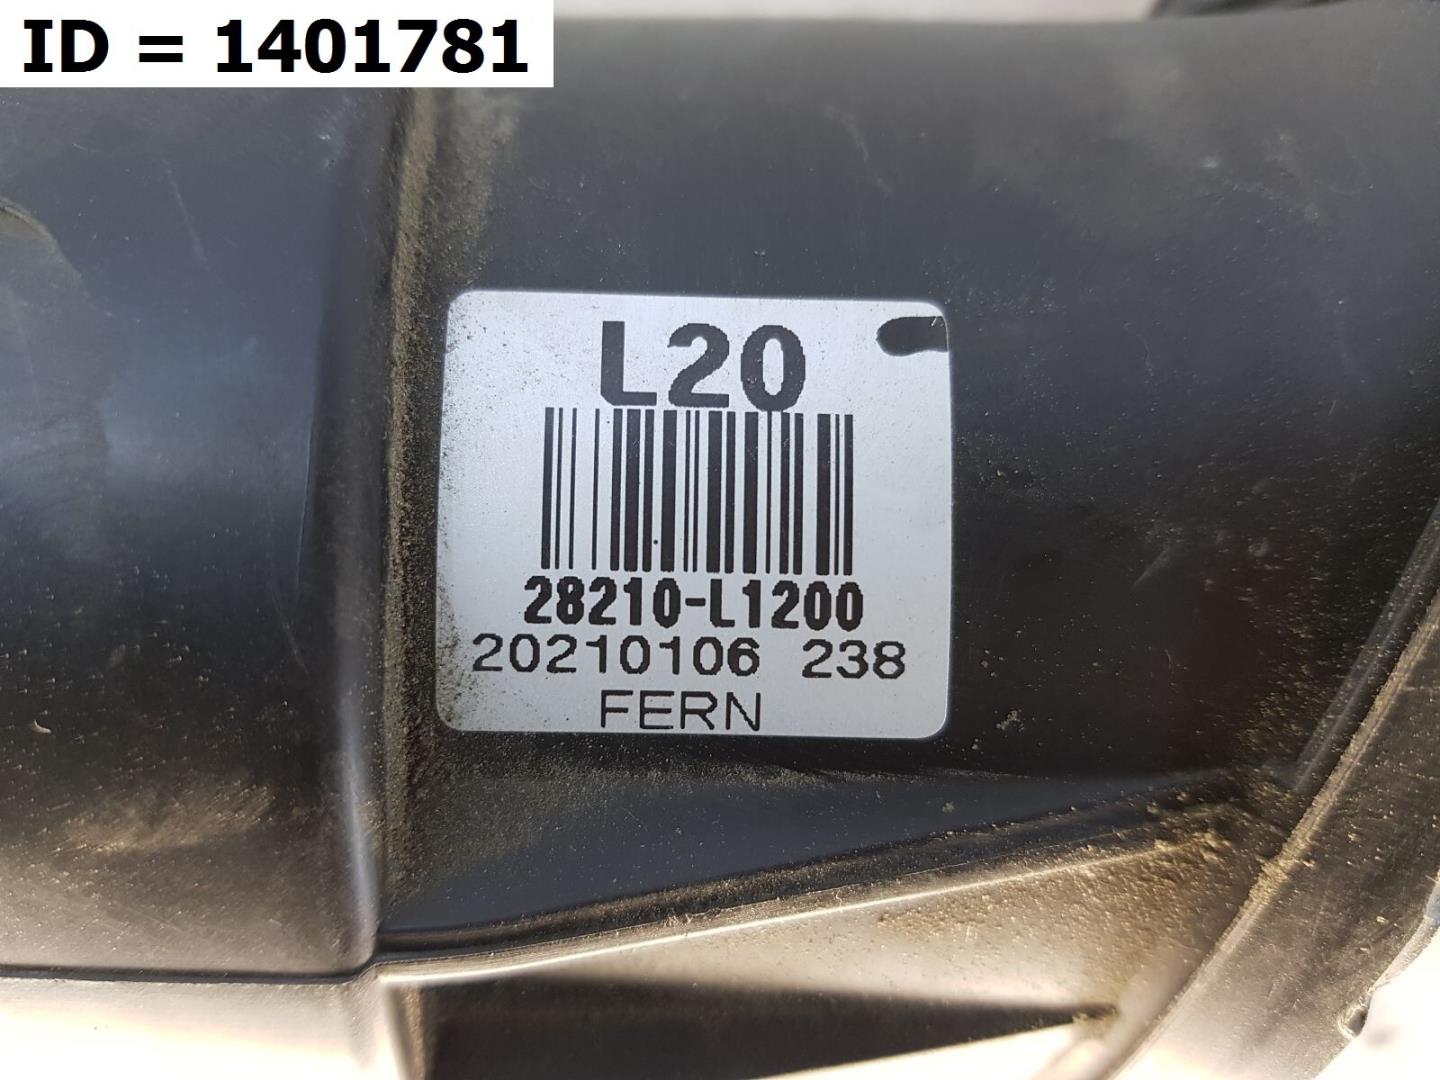 ID = 1401781
L20
28210-L1200
20210106 238
FERN